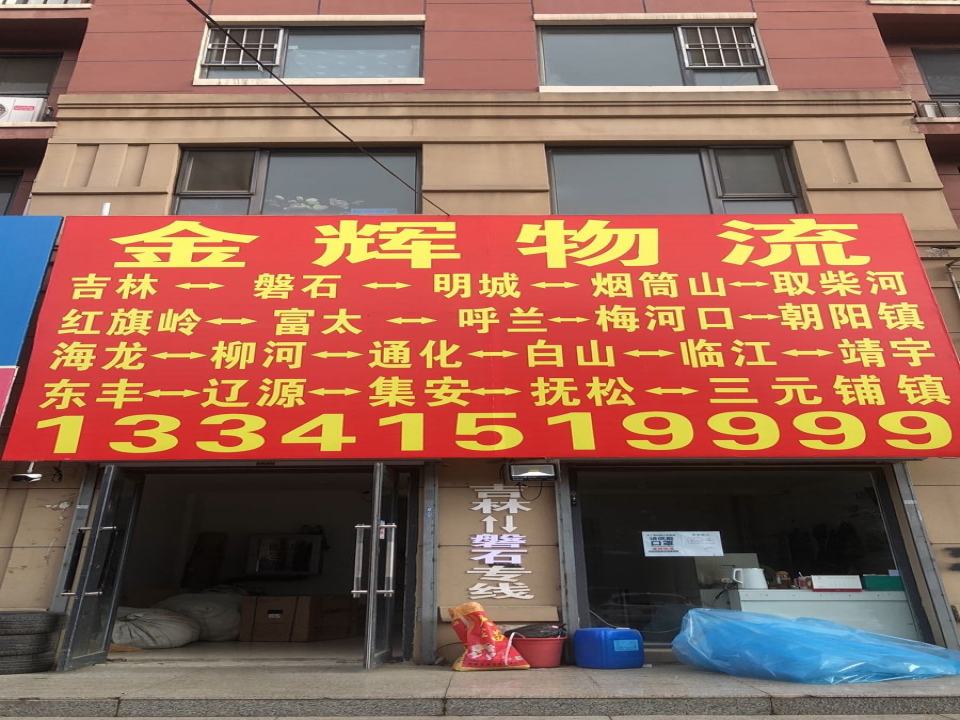 金辉物流
吉林↔磐石↔明城↔烟筒山↔取柴河
红旗岭↔富太↔呼兰↔梅河口↔朝阳镇
海龙↔柳河↔通化↔白山↔临江↔靖宇
东丰↔辽源↔集安↔抚松↔三元铺镇
13341519999
吉林⇅磐石专线
口罩